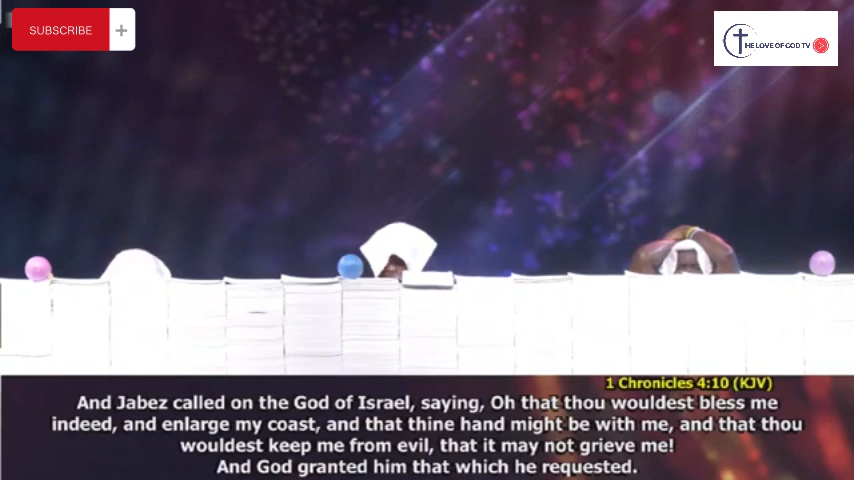 SUBSCRIBE
THE LOVE OF GOD TV
1 Chronicles 4:10 (KJV)
And Jabez called on the God of Israel, saying, Oh that thou wouldest bless me
indeed, and enlarge my coast, and that thine hand might be with me, and that thou
wouldest keep me from evil, that it may not grieve me!
And God granted him that which he requested.